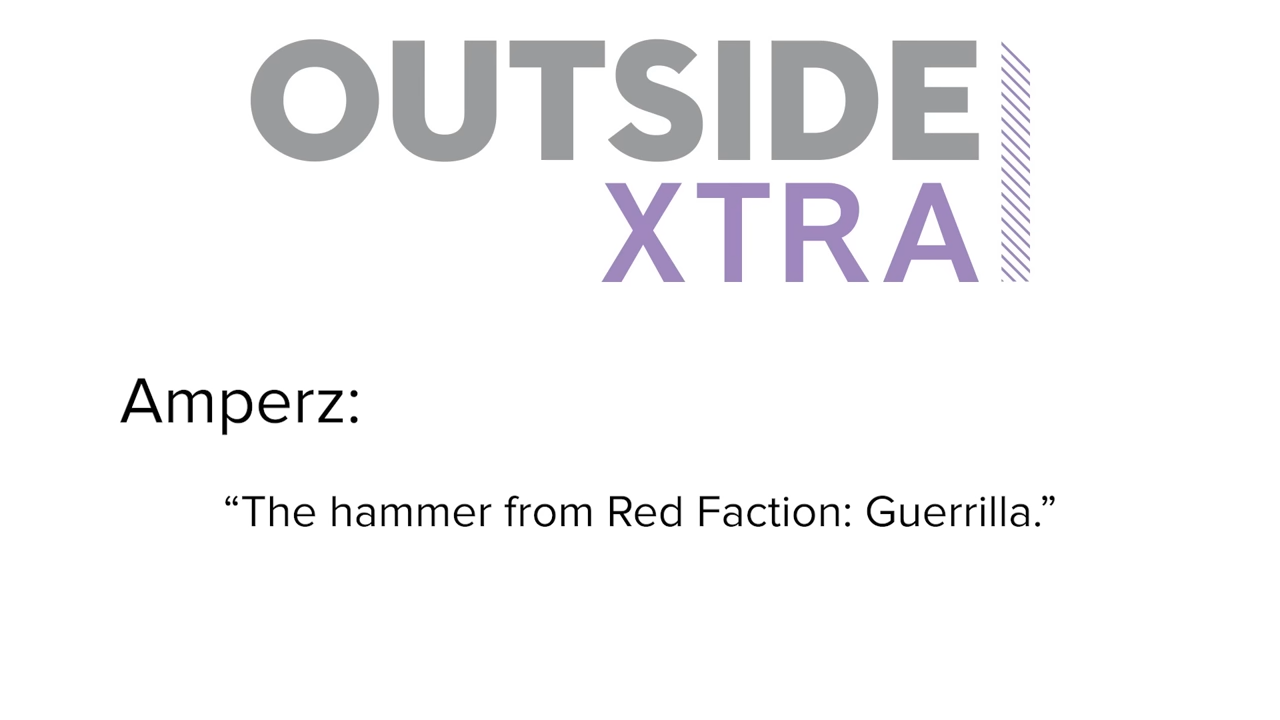 OUTSIDE
XTRA
Amperz:
“The hammer from Red Faction: Guerrilla.”